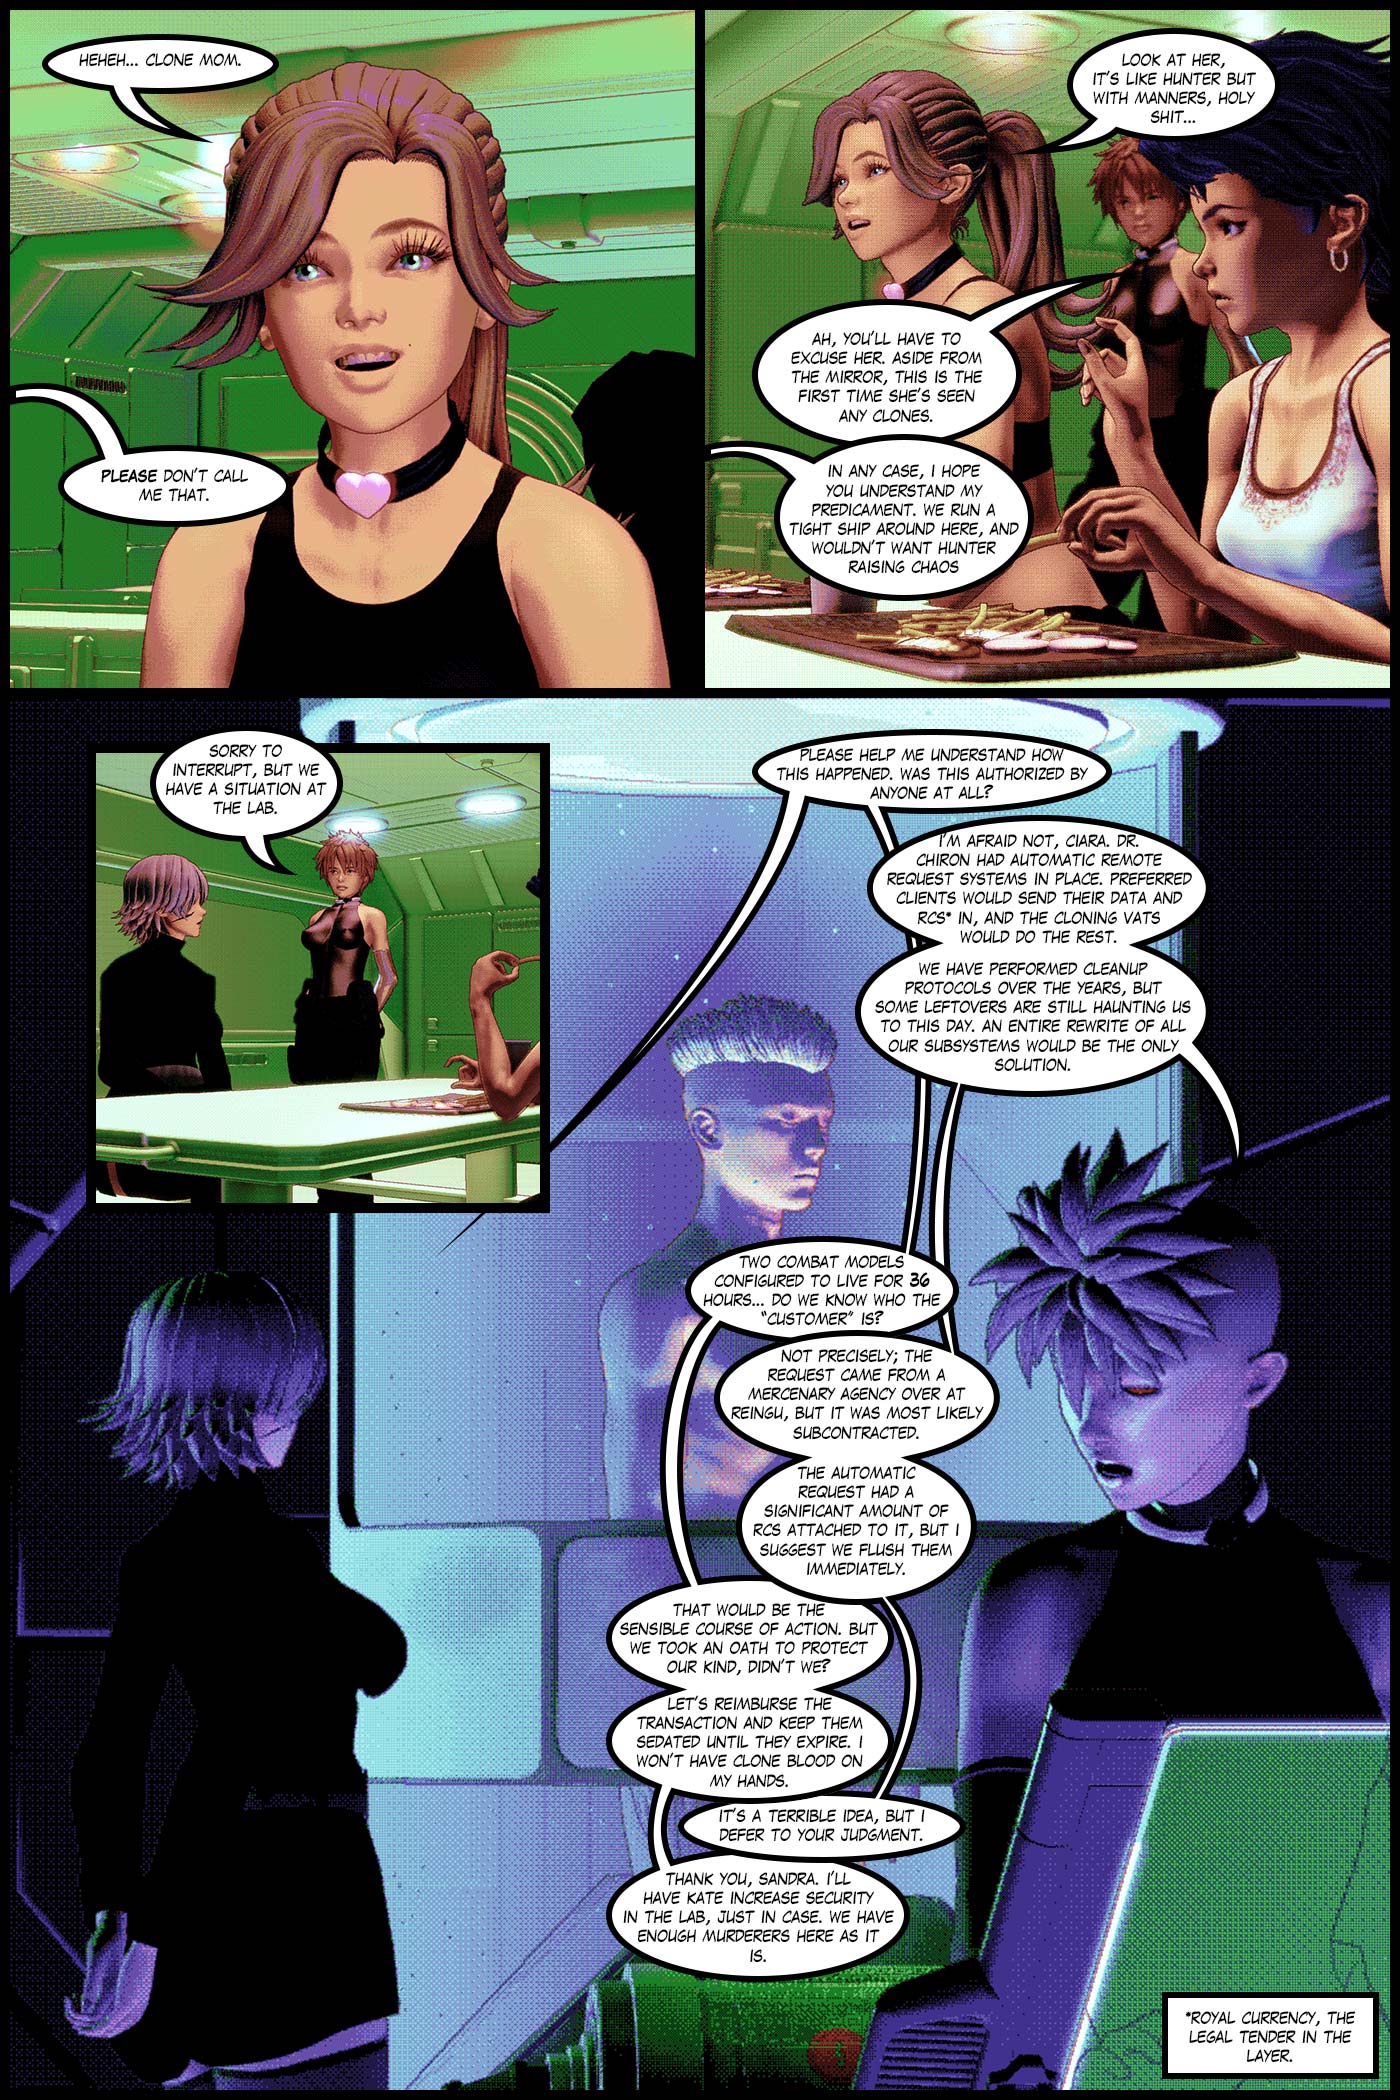 HEHEH... CLONE MOM.
PLEASE DON'T CALL
ME THAT.
LOOK AT HER,
IT'S LIKE HUNTER BUT
WITH MANNERS, HOLY
SHIT...
AH, YOU'LL HAVE TO
EXCUSE HER. ASIDE FROM
THE MIRROR, THIS IS THE
FIRST TIME SHE'S SEEN
ANY CLONES.
IN ANY CASE, I HOPE
YOU UNDERSTAND MY
PREDICAMENT. WE RUN A
TIGHT SHIP AROUND HERE, AND
WOULDN'T WANT HUNTER
RAISING CHAOS
SORRY TO
INTERRUPT, BUT WE
HAVE A SITUATION AT
THE LAB.
PLEASE HELP ME UNDERSTAND HOW
THIS HAPPENED. WAS THIS AUTHORIZED BY
ANYONE AT ALL?
I'M AFRAID NOT, CIARA. DR.
CHIRON HAD AUTOMATIC REMOTE
REQUEST SYSTEMS IN PLACE. PREFERRED
CLIENTS WOULD SEND THEIR DATA AND
RCS* IN, AND THE CLONING VATS
WOULD DO THE REST.
WE HAVE PERFORMED CLEANUP
PROTOCOLS OVER THE YEARS, BUT
SOME LEFTOVERS ARE STILL HAUNTING US
TO THIS DAY. AN ENTIRE REWRITE OF ALL
OUR SUBSYSTEMS WOULD BE THE ONLY
SOLUTION.
TWO COMBAT MODELS
CONFIGURED TO LIVE FOR 36
HOURS... DO WE KNOW WHO THE
"CUSTOMER" IS?
NOT PRECISELY; THE
REQUEST CAME FROM A
MERCENARY AGENCY OVER AT
REINGU, BUT IT WAS MOST LIKELY
SUBCONTRACTED.
THE AUTOMATIC
REQUEST HAD A
SIGNIFICANT AMOUNT OF
RCS ATTACHED TO IT, BUT I
SUGGEST WE FLUSH THEM
IMMEDIATELY.
THAT WOULD BE THE
SENSIBLE COURSE OF ACTION. BUT
WE TOOK AN OATH TO PROTECT
OUR KIND, DIDN'T WE?
LET'S REIMBURSE THE
TRANSACTION AND KEEP THEM
SEDATED UNTIL THEY EXPIRE. I
WON'T HAVE CLONE BLOOD ON
MY HANDS.
IT'S A TERRIBLE IDEA, BUT I
DEFER TO YOUR JUDGMENT.
THANK YOU, SANDRA. I'LL
HAVE KATE INCREASE SECURITY
IN THE LAB, JUST IN CASE. WE HAVE
ENOUGH MURDERERS HERE AS IT
IS.
*ROYAL CURRENCY, THE
LEGAL TENDER IN THE
LAYER.